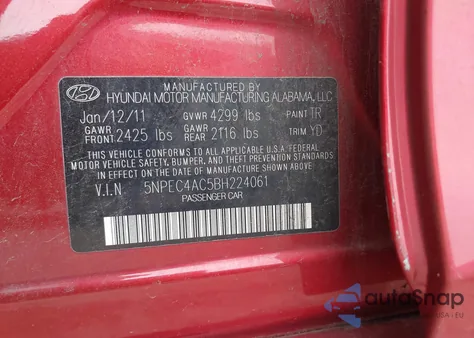 MANUFACTURED BY
HYUNDAI MOTOR MANUFACTURING ALABAMA, LLC
Jan/12/11 GVWR 4299 lbs PAINT TR
GAWR FRONT 2425 lbs GAWR REAR 2116 lbs TRIM YD
THIS VEHICLE CONFORMS TO ALL APPLICABLE FEDERAL
MOTOR VEHICLE SAFETY, BUMPER, AND THEFT PREVENTION STANDARDS
IN EFFECT ON THE DATE OF MANUFACTURE SHOWN ABOVE.
V.I.N 5NPEC4AC5BH224061
PASSENGER CAR
autoSnap
USA - EU